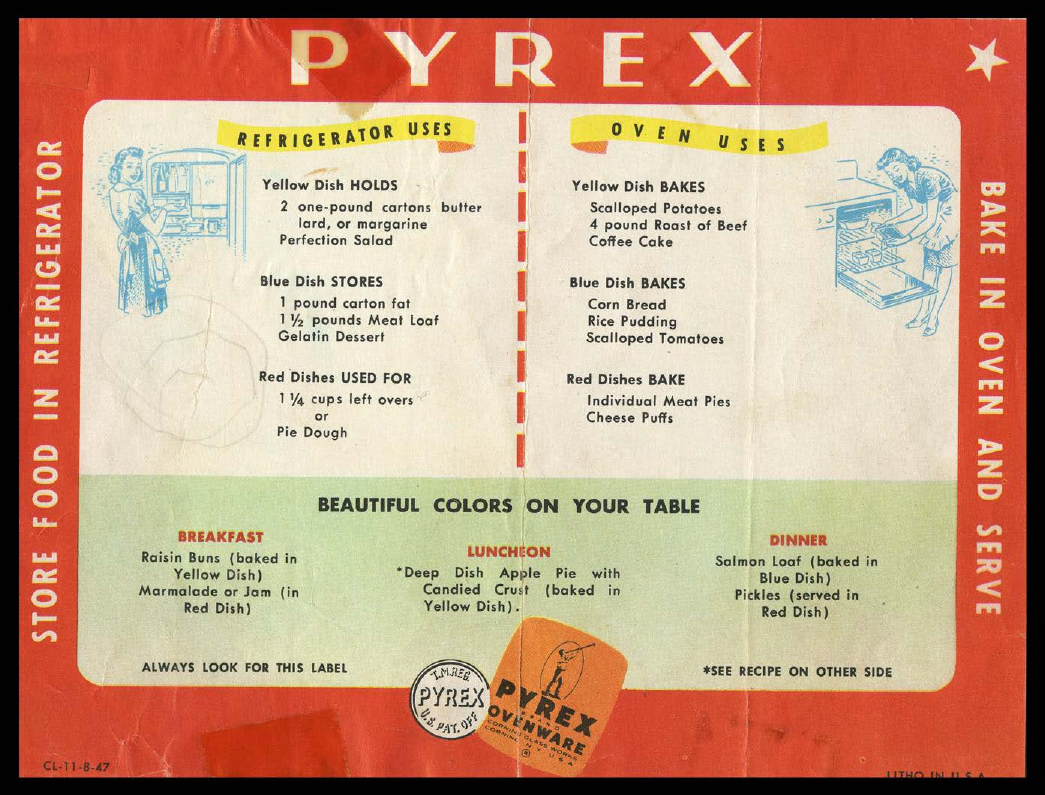 PYREX
STORE FOOD IN REFRIGERATOR
REFRIGERATOR USES
Yellow Dish HOLDS
2 one-pound cartons butter
lard, or margarine
Perfection Salad
Blue Dish STORES
1 pound carton fat
1 ½ pounds Meat Loaf
Gelatin Dessert
Red Dishes USED FOR
1 ¼ cups left overs
or
Pie Dough
OVEN USES
Yellow Dish BAKES
Scalloped Potatoes
4 pound Roast of Beef
Coffee Cake
Blue Dish BAKES
Corn Bread
Rice Pudding
Scalloped Tomatoes
Red Dishes BAKE
Individual Meat Pies
Cheese Puffs
BAKE IN OVEN AND SERVE
BEAUTIFUL COLORS ON YOUR TABLE
BREAKFAST
Raisin Buns (baked in
Yellow Dish)
Marmalade or Jam (in
Red Dish)
LUNCHEON
*Deep Dish Apple Pie with
Candied Crust (baked in
Yellow Dish).
DINNER
Salmon Loaf (baked in
Blue Dish)
Pickles (served in
Red Dish)
ALWAYS LOOK FOR THIS LABEL
T.M.REG.
PYREX
U.S. PAT. OFF
PYREX
BRAND
OVENWARE
CORNING GLASS WORKS
CORNING, N.Y. U.S.A.
®
*SEE RECIPE ON OTHER SIDE
CL-11-8-47
LITHO IN U.S.A.